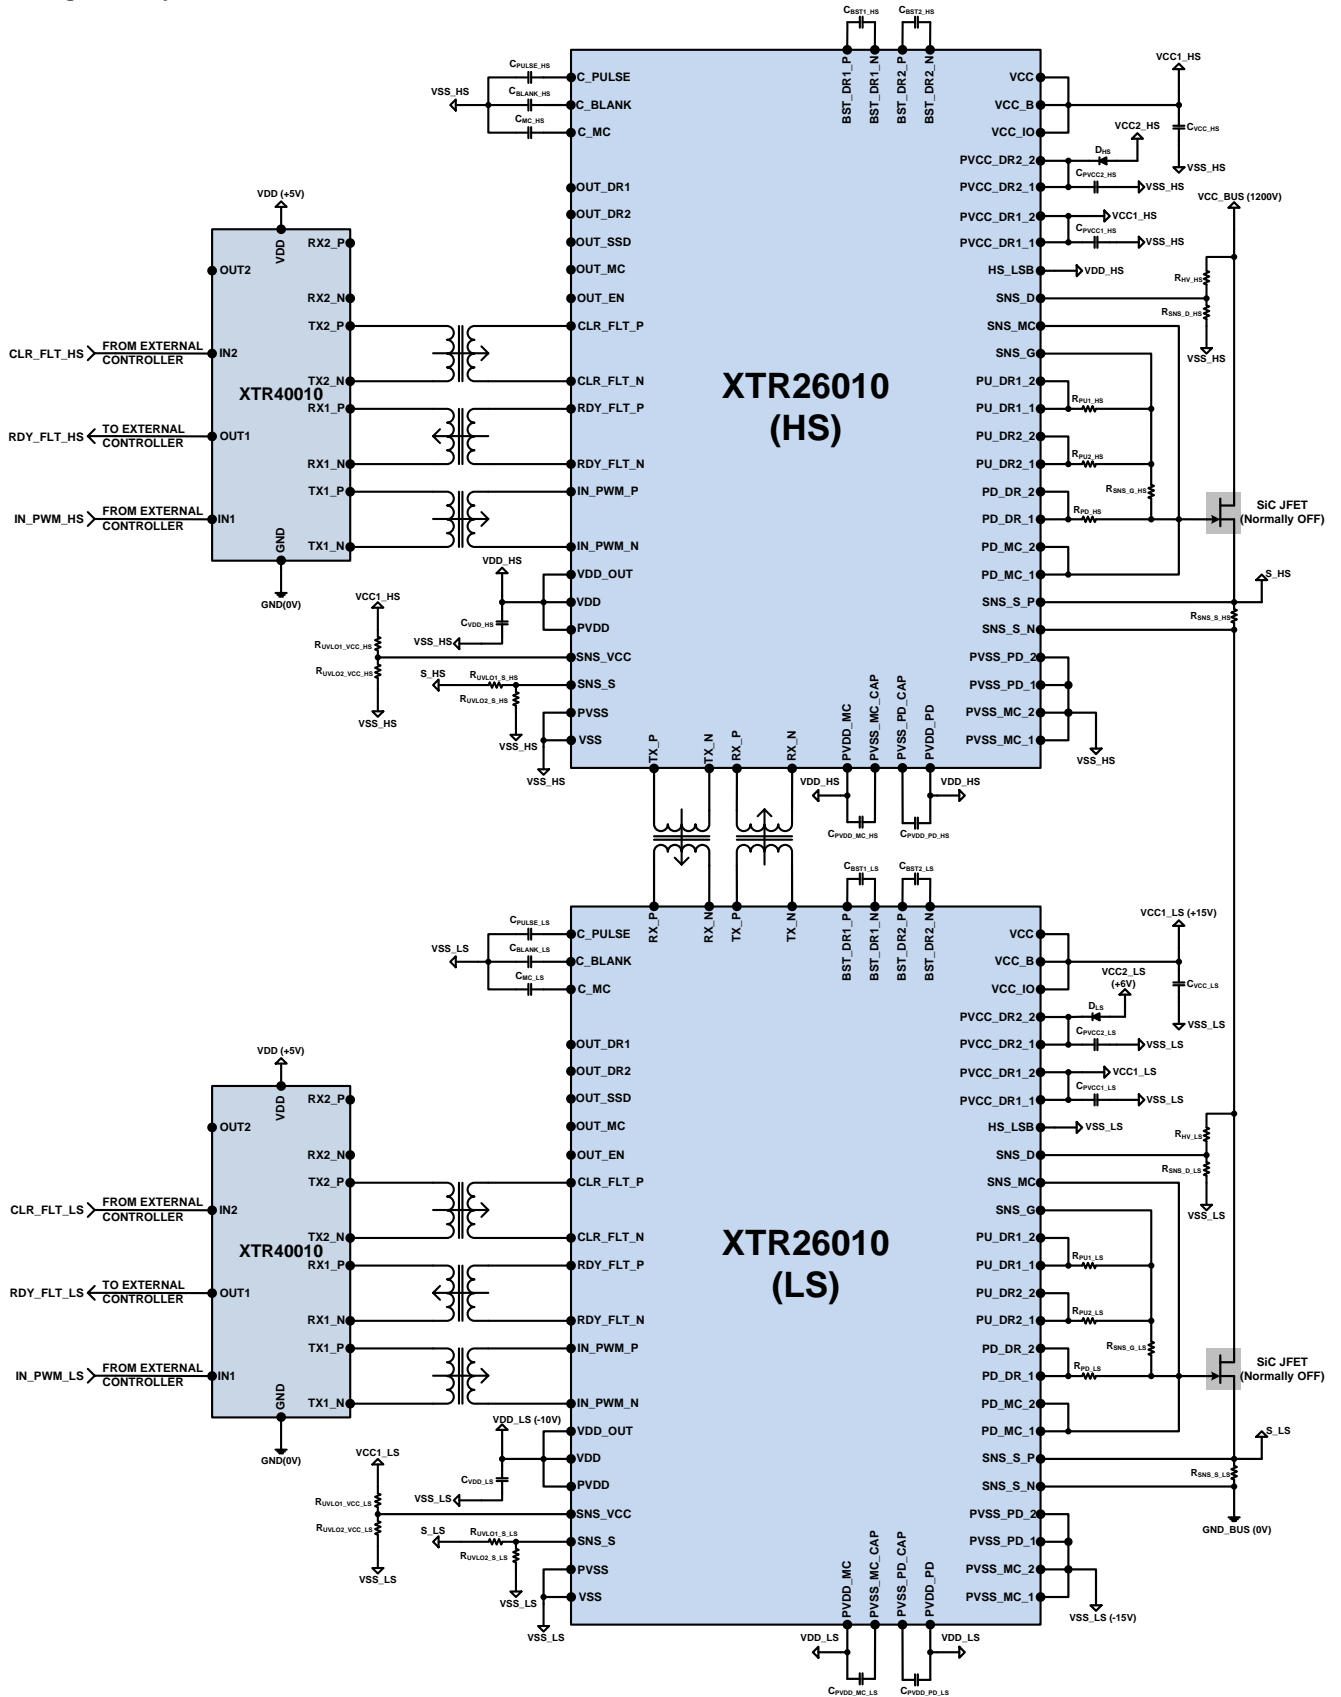 CBST1_HS
CBST2_HS
BST_DR1_P
BST_DR1_N
BST_DR2_P
BST_DR2_N
CPULSE_HS
C_PULSE
VSS_HS
CBLANK_HS
C_BLANK
CMC_HS
C_MC
VCC1_HS
VCC
VCC_B
VCC_IO
CVCC_HS
VSS_HS
VCC2_HS
DHS
PVCC_DR2_2
CPVCC2_HS
PVCC_DR2_1
VSS_HS
PVCC_DR1_2
VCC1_HS
CPVCC1_HS
PVCC_DR1_1
VSS_HS
VCC_BUS (1200V)
HS_LSB
VDD_HS
RHV_HS
SNS_D
RSNS_D_HS
VSS_HS
SNS_MC
SNS_G
PU_DR1_2
RPU1_HS
PU_DR1_1
PU_DR2_2
RPU2_HS
PU_DR2_1
RSNS_G_HS
PD_DR_2
RPD_HS
PD_DR_1
PD_MC_2
PD_MC_1
SiC JFET
(Normally OFF)
S_HS
SNS_S_P
RSNS_S_HS
SNS_S_N
PVSS_PD_2
PVSS_PD_1
PVSS_MC_2
PVSS_MC_1
VSS_HS
XTR26010
(HS)
OUT_DR1
OUT_DR2
OUT_SSD
OUT_MC
OUT_EN
CLR_FLT_P
CLR_FLT_N
RDY_FLT_P
RDY_FLT_N
IN_PWM_P
IN_PWM_N
VDD_OUT
VDD
PVDD
SNS_VCC
SNS_S
PVSS
VSS
VDD (+5V)
VDD
RX2_P
OUT2
RX2_N
TX2_P
IN2
TX2_N
XTR40010
RX1_P
OUT1
RX1_N
TX1_P
IN1
TX1_N
GND
GND(0V)
CLR_FLT_HS
FROM EXTERNAL
CONTROLLER
RDY_FLT_HS
TO EXTERNAL
CONTROLLER
IN_PWM_HS
FROM EXTERNAL
CONTROLLER
VDD_HS
CVDD_HS
VSS_HS
VCC1_HS
RUVLO1_VCC_HS
RUVLO2_VCC_HS
VSS_HS
S_HS
RUVLO1_S_HS
RUVLO2_S_HS
VSS_HS
VSS_HS
TX_P
TX_N
RX_P
RX_N
PVDD_MC
PVSS_MC_CAP
PVSS_PD_CAP
PVDD_PD
VDD_HS
VDD_HS
CPVDD_MC_HS
CPVDD_PD_HS
CBST1_LS
CBST2_LS
RX_P
RX_N
TX_P
TX_N
BST_DR1_P
BST_DR1_N
BST_DR2_P
BST_DR2_N
CPULSE_LS
C_PULSE
VSS_LS
CBLANK_LS
C_BLANK
CMC_LS
C_MC
VCC1_LS (+15V)
VCC
VCC_B
VCC_IO
CVCC_LS
VSS_LS
VCC2_LS
(+6V)
DLS
PVCC_DR2_2
CPVCC2_LS
PVCC_DR2_1
VSS_LS
PVCC_DR1_2
VCC1_LS
CPVCC1_LS
PVCC_DR1_1
VSS_LS
HS_LSB
VSS_LS
RHV_LS
SNS_D
RSNS_D_LS
VSS_LS
SNS_MC
SNS_G
PU_DR1_2
RPU1_LS
PU_DR1_1
PU_DR2_2
RPU2_LS
PU_DR2_1
RSNS_G_LS
PD_DR_2
RPD_LS
PD_DR_1
PD_MC_2
PD_MC_1
SiC JFET
(Normally OFF)
S_LS
SNS_S_P
RSNS_S_LS
SNS_S_N
GND_BUS (0V)
PVSS_PD_2
PVSS_PD_1
PVSS_MC_2
PVSS_MC_1
VSS_LS (-15V)
XTR26010
(LS)
OUT_DR1
OUT_DR2
OUT_SSD
OUT_MC
OUT_EN
CLR_FLT_P
CLR_FLT_N
RDY_FLT_P
RDY_FLT_N
IN_PWM_P
IN_PWM_N
VDD_OUT
VDD
PVDD
SNS_VCC
SNS_S
PVSS
VSS
VDD (+5V)
VDD
RX2_P
OUT2
RX2_N
TX2_P
IN2
TX2_N
XTR40010
RX1_P
OUT1
RX1_N
TX1_P
IN1
TX1_N
GND
GND(0V)
CLR_FLT_LS
FROM EXTERNAL
CONTROLLER
RDY_FLT_LS
TO EXTERNAL
CONTROLLER
IN_PWM_LS
FROM EXTERNAL
CONTROLLER
VDD_LS (-10V)
CVDD_LS
VSS_LS
VCC1_LS
RUVLO1_VCC_LS
RUVLO2_VCC_LS
VSS_LS
S_LS
RUVLO1_S_LS
RUVLO2_S_LS
VSS_LS
VSS_LS
PVDD_MC
PVSS_MC_CAP
PVSS_PD_CAP
PVDD_PD
VDD_LS
VDD_LS
CPVDD_MC_LS
CPVDD_PD_LS